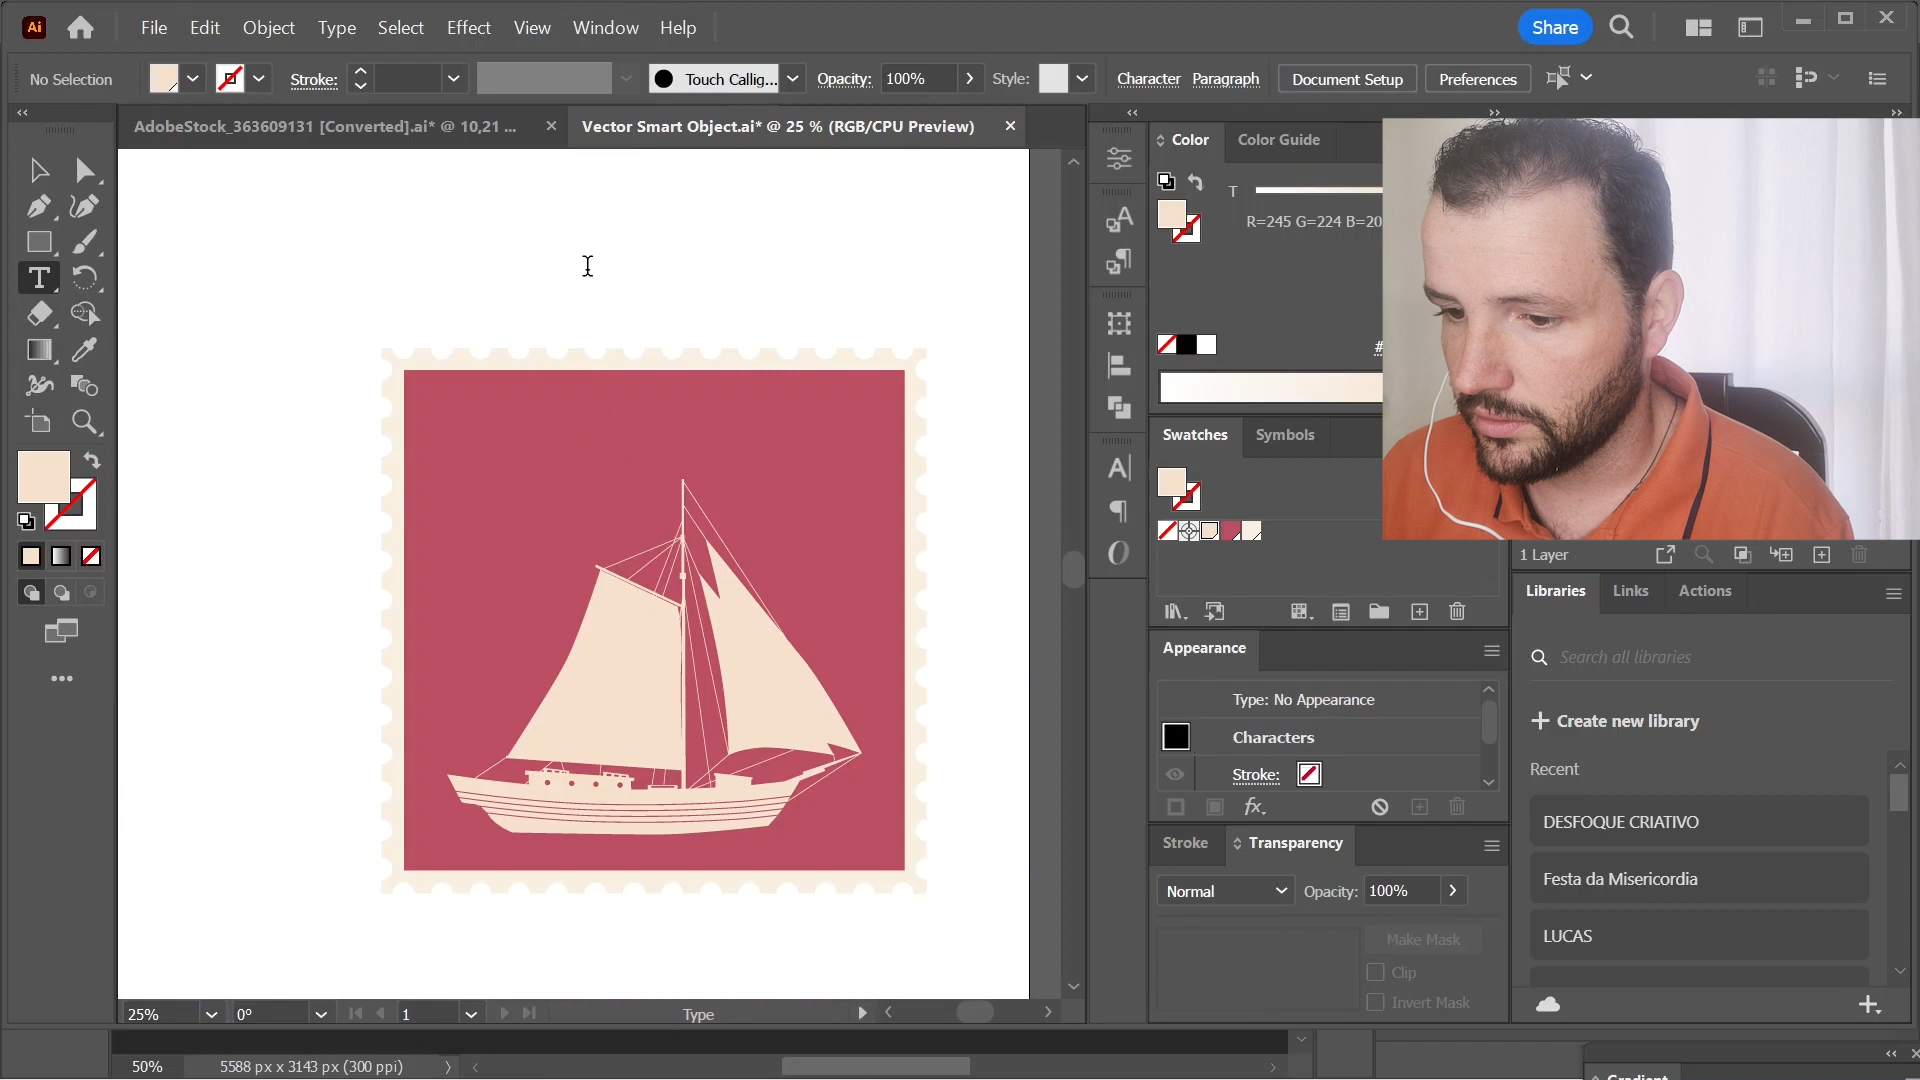 Ai File Edit Object Type Select Effect View Window Help Share
No Selection Stroke: Touch Callig... Opacity: 100% Style: Character Paragraph Document Setup Preferences
AdobeStock_363609131 [Converted].ai* @ 10,21 ... Vector Smart Object.ai* @ 25 % (RGB/CPU Preview)
Color Color Guide
T
R=245 G=224 B=20
#
Swatches Symbols
1 Layer
Libraries Links Actions
Search all libraries
Create new library
Recent
DESFOQUE CRIATIVO
Festa da Misericordia
LUCAS
Appearance
Type: No Appearance
Characters
Stroke:
fx
Stroke Transparency
Normal Opacity: 100%
Make Mask
Clip
Invert Mask
25% 0° 1 Type
50% 5588 px x 3143 px (300 ppi)
Gradient